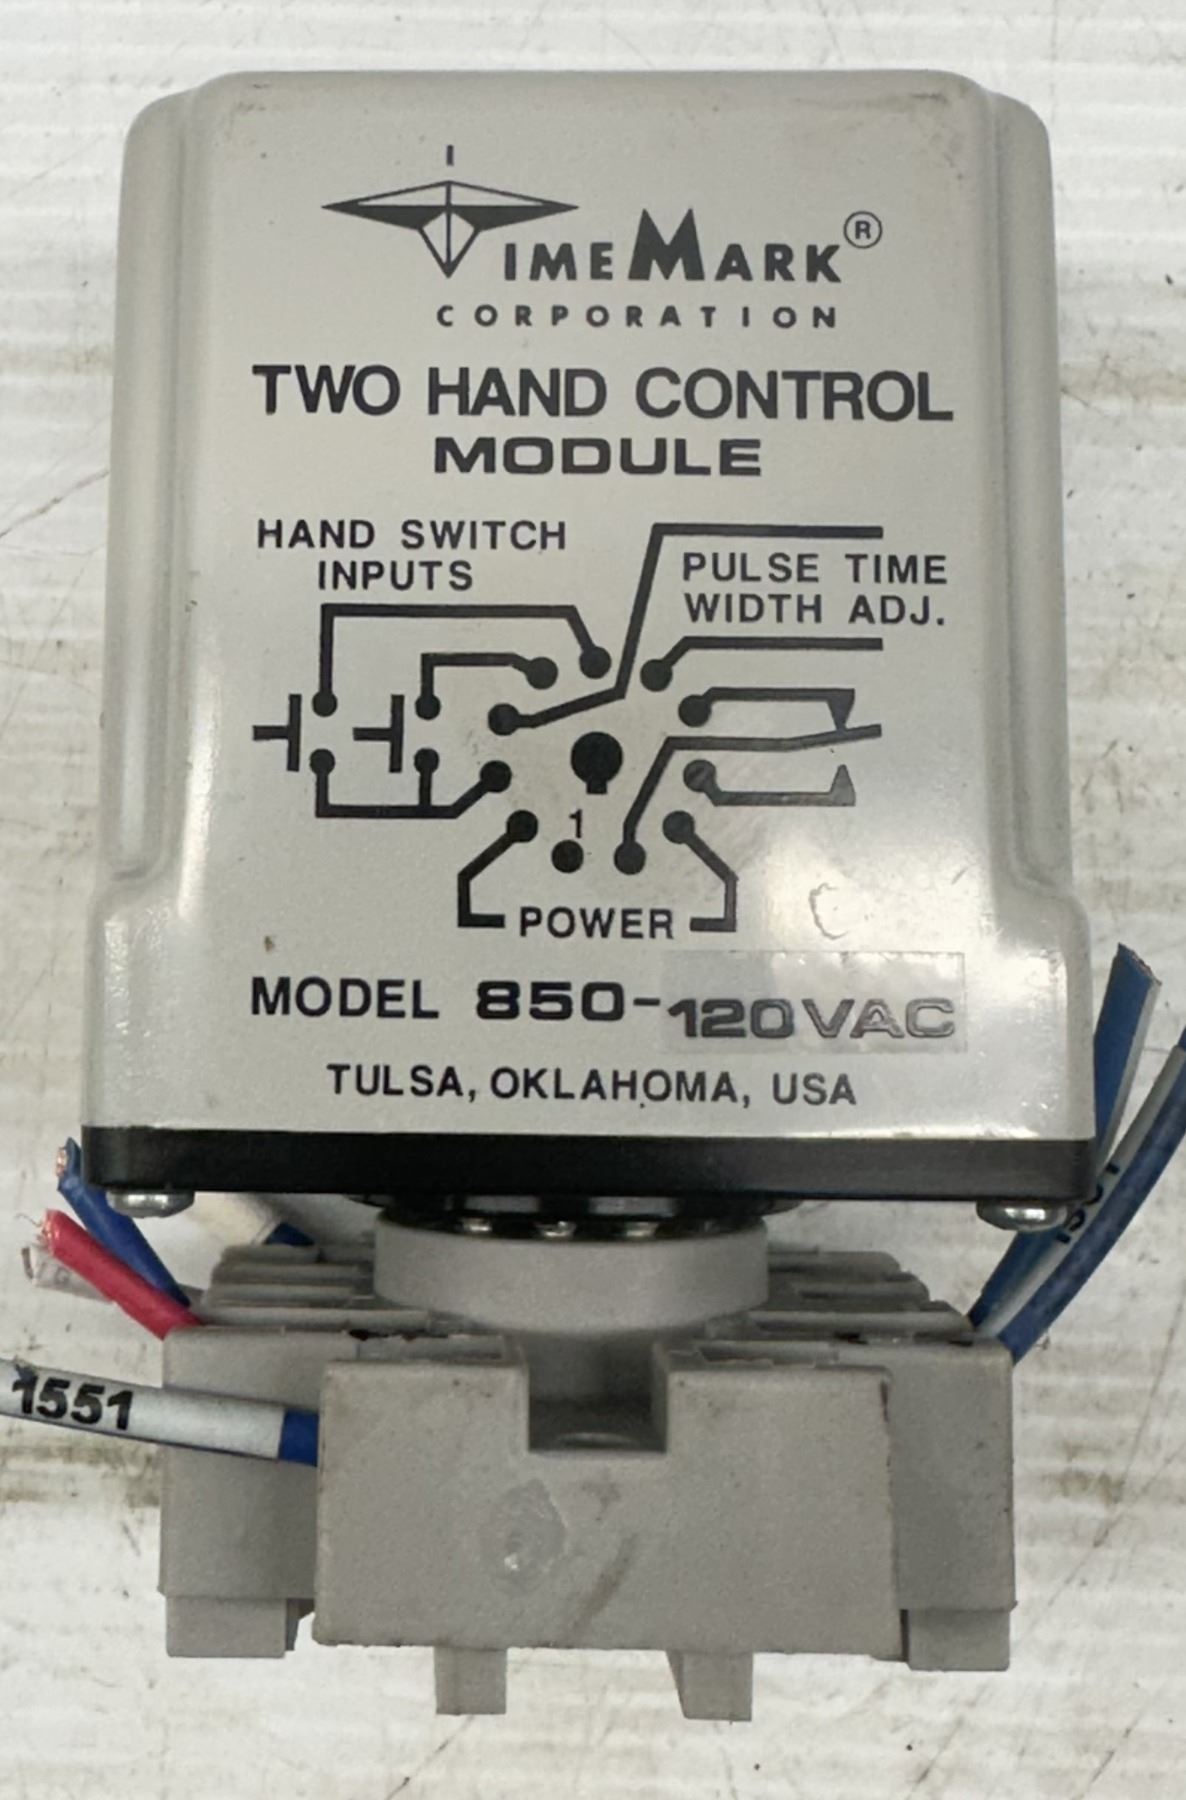 TIMEMARK®
CORPORATION
TWO HAND CONTROL
MODULE
HAND SWITCH
INPUTS
PULSE TIME
WIDTH ADJ.
1
POWER
MODEL 850-120VAC
TULSA, OKLAHOMA, USA
1551